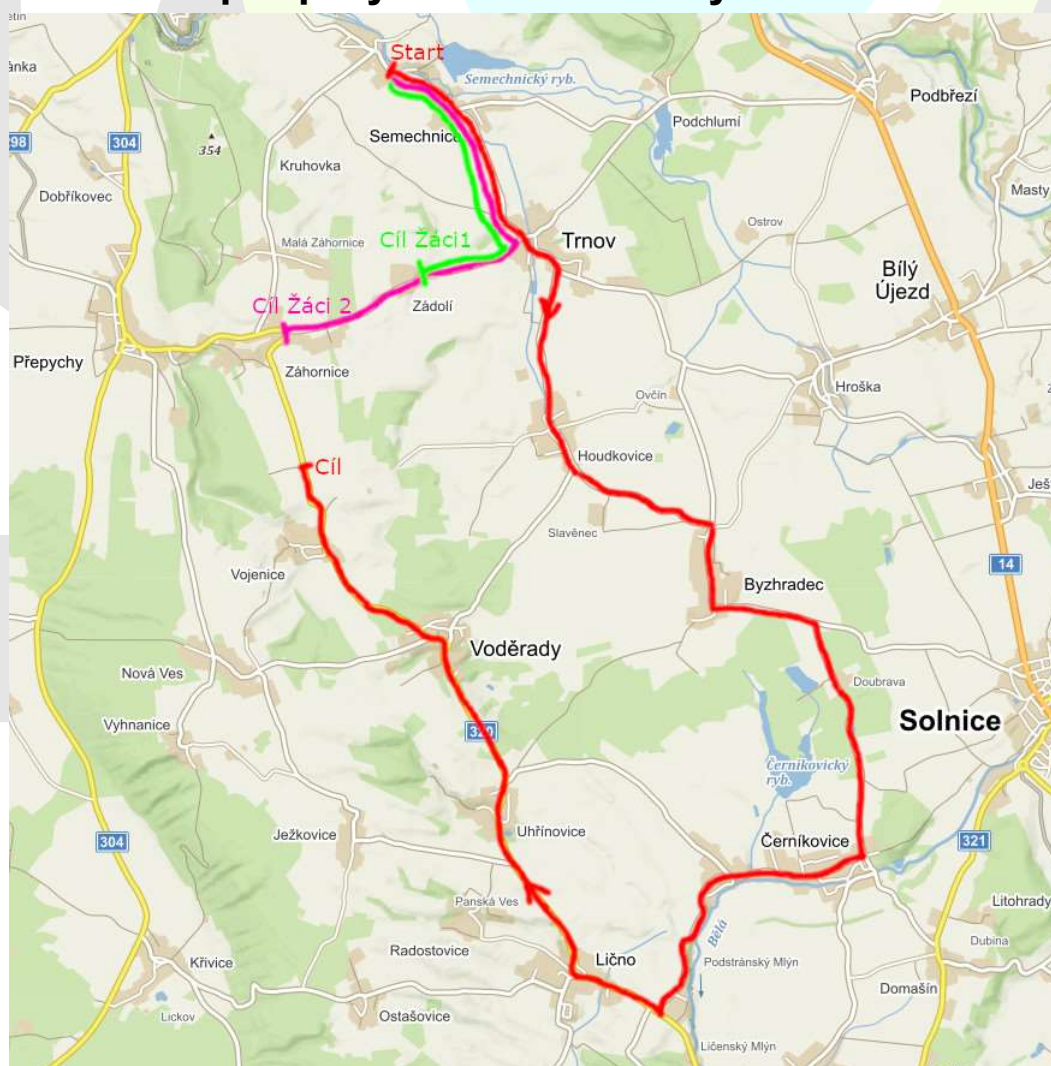 Start
Semechnický ryb.
Podbřezí
298
304
354
Semechnice
Podchlumí
Kruhovka
Dobříkovec
Masty
Ostrov
Cíl Žáci1
Trnov
Malá Záhornice
Bílý
Újezd
Cíl Žáci 2
Zádolí
Přepychy
Záhornice
Hroška
Ovčín
Houdkovice
Cíl
Slavěnec
14
Vojenice
Byzhradec
Voděrady
Nová Ves
Doubrava
Solnice
Vyhnanice
320
Černíkovický
ryb.
Ježkovice
Uhřínovice
Černíkovice
304
321
Panská Ves
Litohrady
Bělá
Radostovice
Dubina
Křivice
Lično
Podstránský Mlýn
Domašín
Lickov
Ostašovice
Líčenský Mlýn